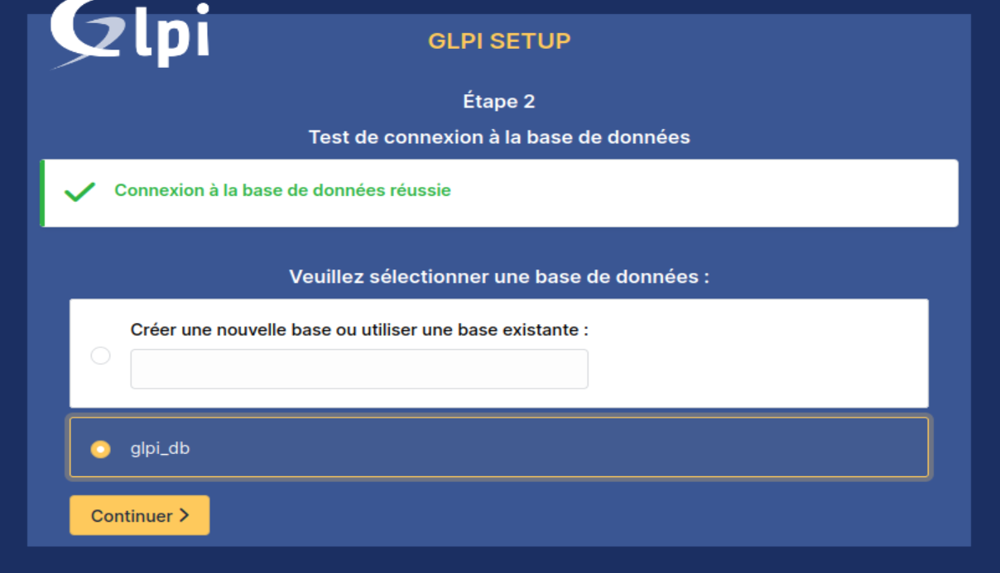 Glpi
GLPI SETUP
Étape 2
Test de connexion à la base de données
Connexion à la base de données réussie
Veuillez sélectionner une base de données :
Créer une nouvelle base ou utiliser une base existante :
glpi_db
Continuer >